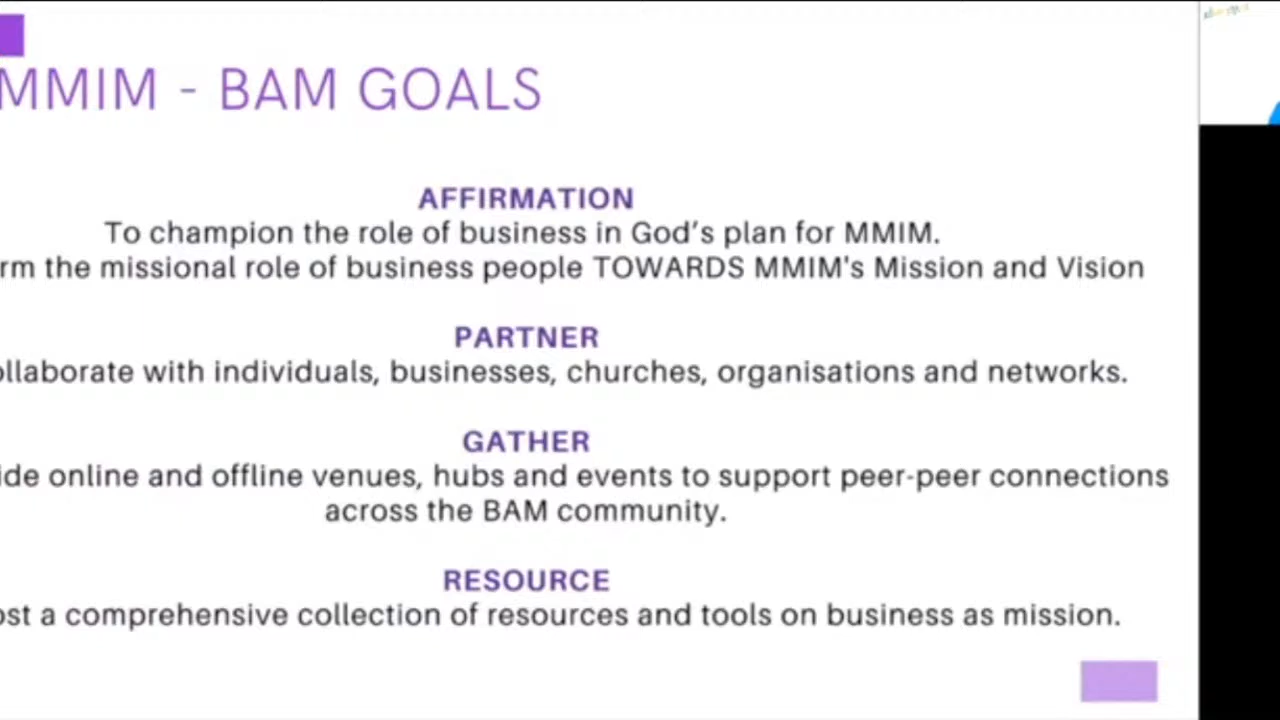 MMIM - BAM GOALS
AFFIRMATION
To champion the role of business in God's plan for MMIM.
rm the missional role of business people TOWARDS MMIM's Mission and Vision
PARTNER
ollaborate with individuals, businesses, churches, organisations and networks.
GATHER
ide online and offline venues, hubs and events to support peer-peer connections
across the BAM community.
RESOURCE
ost a comprehensive collection of resources and tools on business as mission.